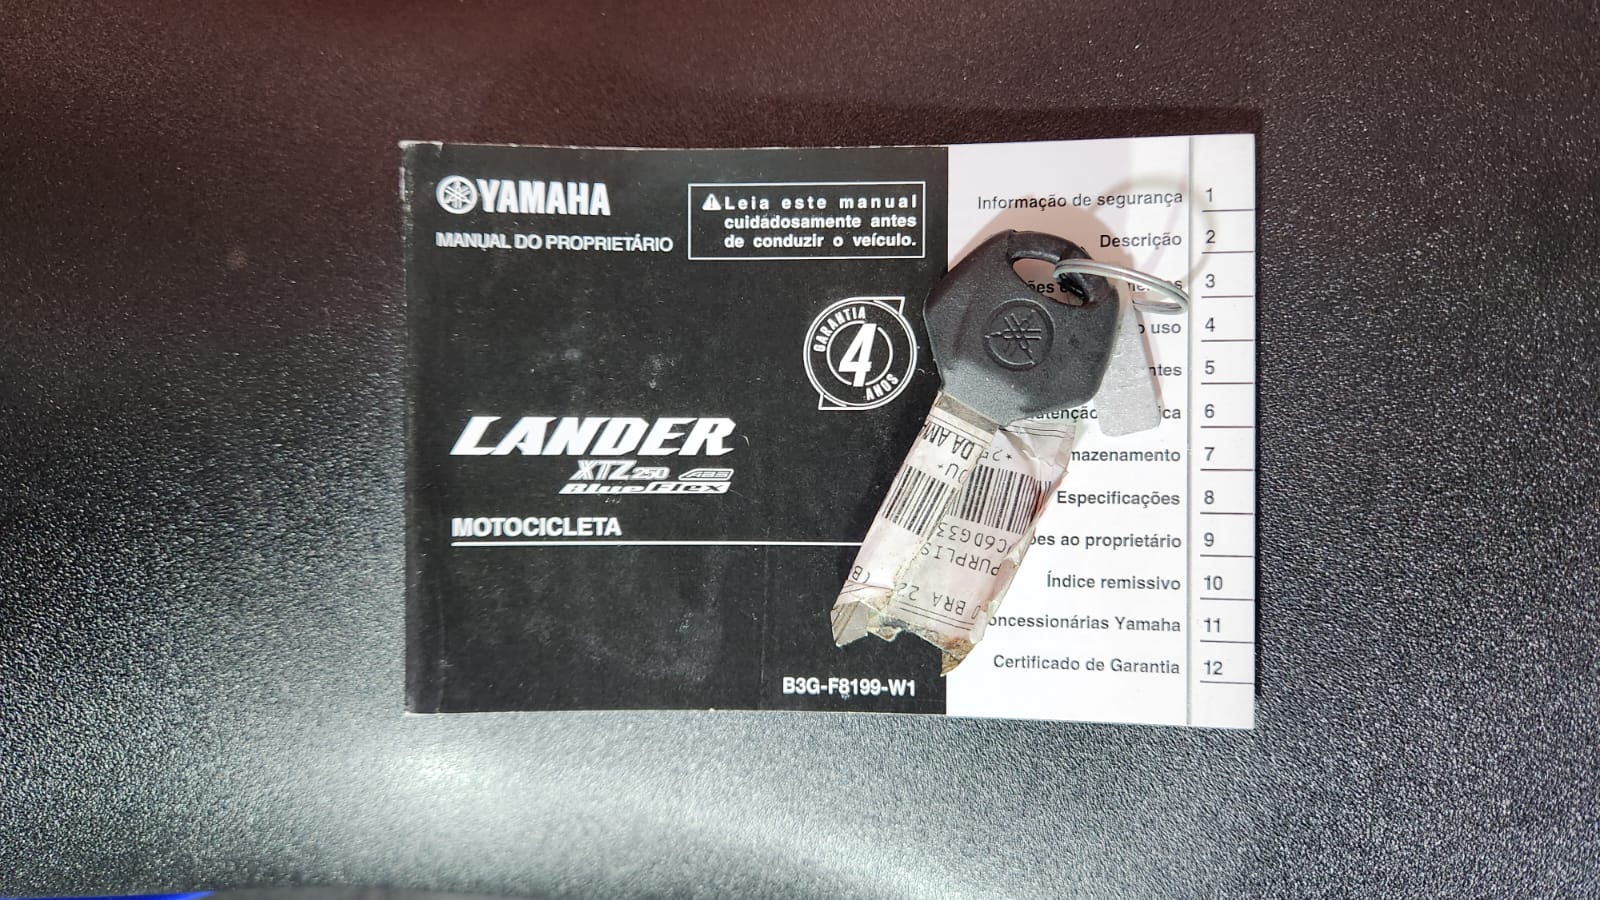 YAMAHA
MANUAL DO PROPRIETÁRIO
Leia este manual
cuidadosamente antes
de conduzir o veículo.
GARANTIA
4
ANOS
LANDER
XTZ250 ABS
BlueFlex
MOTOCICLETA
B3G-F8199-W1
Informação de segurança 1
Descrição 2
3
uso 4
5
6
7
Especificações 8
ao proprietário 9
Índice remissivo 10
Yamaha 11
Certificado de Garantia 12
BRA